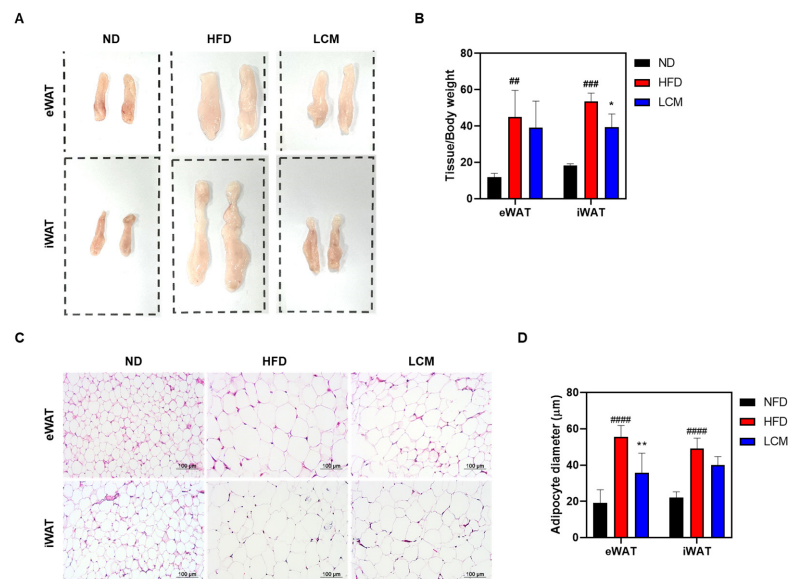 A
ND
HFD
LCM
eWAT
iWAT
B
Tissue/Body weight
80
60
40
20
0
##
###
*
eWAT
iWAT
ND
HFD
LCM
C
ND
HFD
LCM
eWAT
100 μm
100 μm
100 μm
iWAT
100 μm
100 μm
100 μm
D
Adipocyte diameter (μm)
80
60
40
20
0
####
**
####
eWAT
iWAT
NFD
HFD
LCM